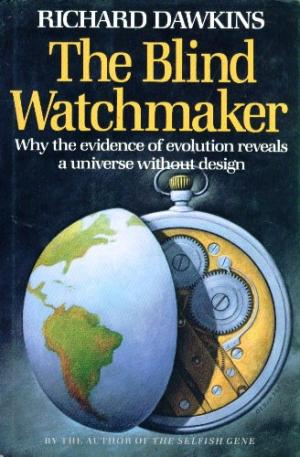 RICHARD DAWKINS
The Blind
Watchmaker
Why the evidence of evolution reveals
a universe without design
BY THE AUTHOR OF THE SELFISH GENE